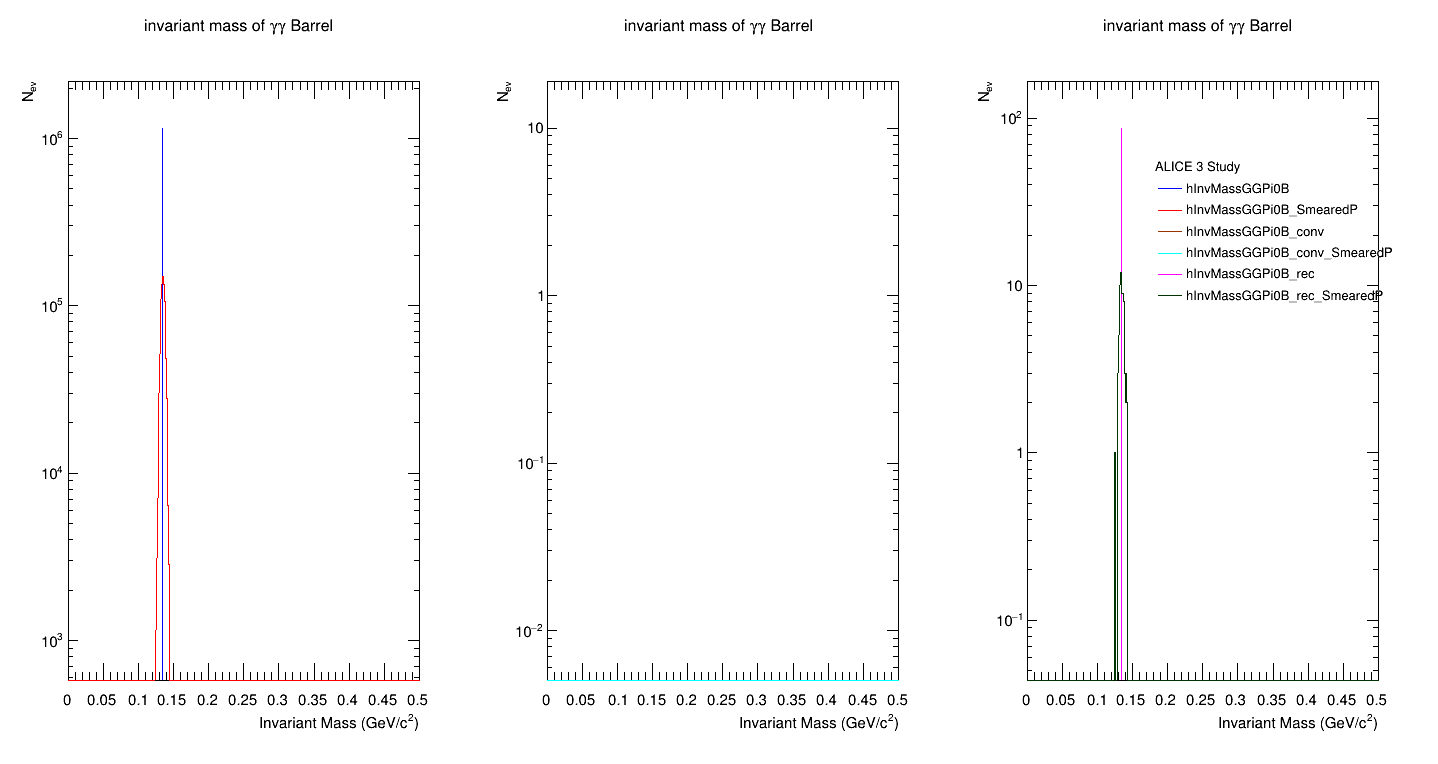 invariant mass of γγ Barrel
N_ev
10^6
10^5
10^4
10^3
0 0.05 0.1 0.15 0.2 0.25 0.3 0.35 0.4 0.45 0.5
Invariant Mass (GeV/c²)
invariant mass of γγ Barrel
N_ev
10
1
10^−1
10^−2
0 0.05 0.1 0.15 0.2 0.25 0.3 0.35 0.4 0.45 0.5
Invariant Mass (GeV/c²)
invariant mass of γγ Barrel
N_ev
10^2
10
1
10^−1
ALICE 3 Study
hInvMassGGPi0B
hInvMassGGPi0B_SmearedP
hInvMassGGPi0B_conv
hInvMassGGPi0B_conv_SmearedP
hInvMassGGPi0B_rec
hInvMassGGPi0B_rec_SmearedP
0 0.05 0.1 0.15 0.2 0.25 0.3 0.35 0.4 0.45 0.5
Invariant Mass (GeV/c²)